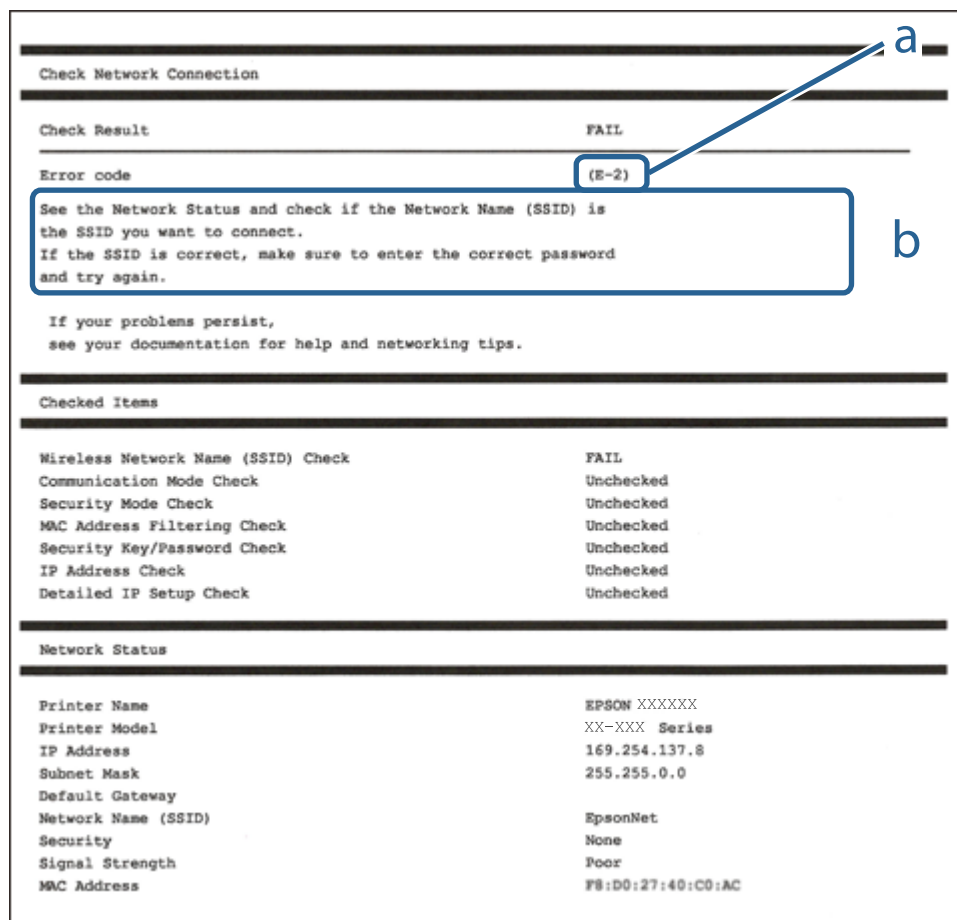 a
Check Network Connection
Check Result FAIL
Error code (E-2)
See the Network Status and check if the Network Name (SSID) is
the SSID you want to connect.
If the SSID is correct, make sure to enter the correct password
and try again.
b
If your problems persist,
see your documentation for help and networking tips.
Checked Items
Wireless Network Name (SSID) Check FAIL
Communication Mode Check Unchecked
Security Mode Check Unchecked
MAC Address Filtering Check Unchecked
Security Key/Password Check Unchecked
IP Address Check Unchecked
Detailed IP Setup Check Unchecked
Network Status
Printer Name EPSON XXXXXX
Printer Model XX-XXX Series
IP Address 169.254.137.8
Subnet Mask 255.255.0.0
Default Gateway
Network Name (SSID) EpsonNet
Security None
Signal Strength Poor
MAC Address F8:D0:27:40:C0:AC